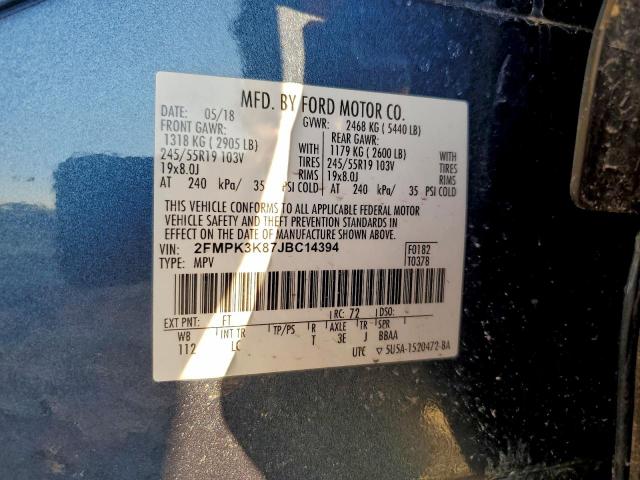 MFD. BY FORD MOTOR CO.
DATE: 05/18 GVWR: 2468 KG ( 5440 LB)
FRONT GAWR: REAR GAWR:
1318 KG ( 2905 LB) WITH 1179 KG ( 2600 LB) WITH
245/55R19 103V TIRES 245/55R19 103V TIRES
19x8.0J RIMS 19x8.0J RIMS
AT 240 kPa/ 35 PSI COLD AT 240 kPa/ 35 PSI COLD
THIS VEHICLE CONFORMS TO ALL APPLICABLE FEDERAL MOTOR
VEHICLE SAFETY AND THEFT PREVENTION STANDARDS IN
EFFECT ON THE DATE OF MANUFACTURE SHOWN ABOVE.
VIN: 2FMPK3K87JBC14394 F0182
TYPE: MPV T0378
EXT PNT: FT RC: 72 DSO:
WB INT TR TP/PS R AXLE TR SPR
112 LC T 3E J BBAA
UTC 5U5A-1520472-BA